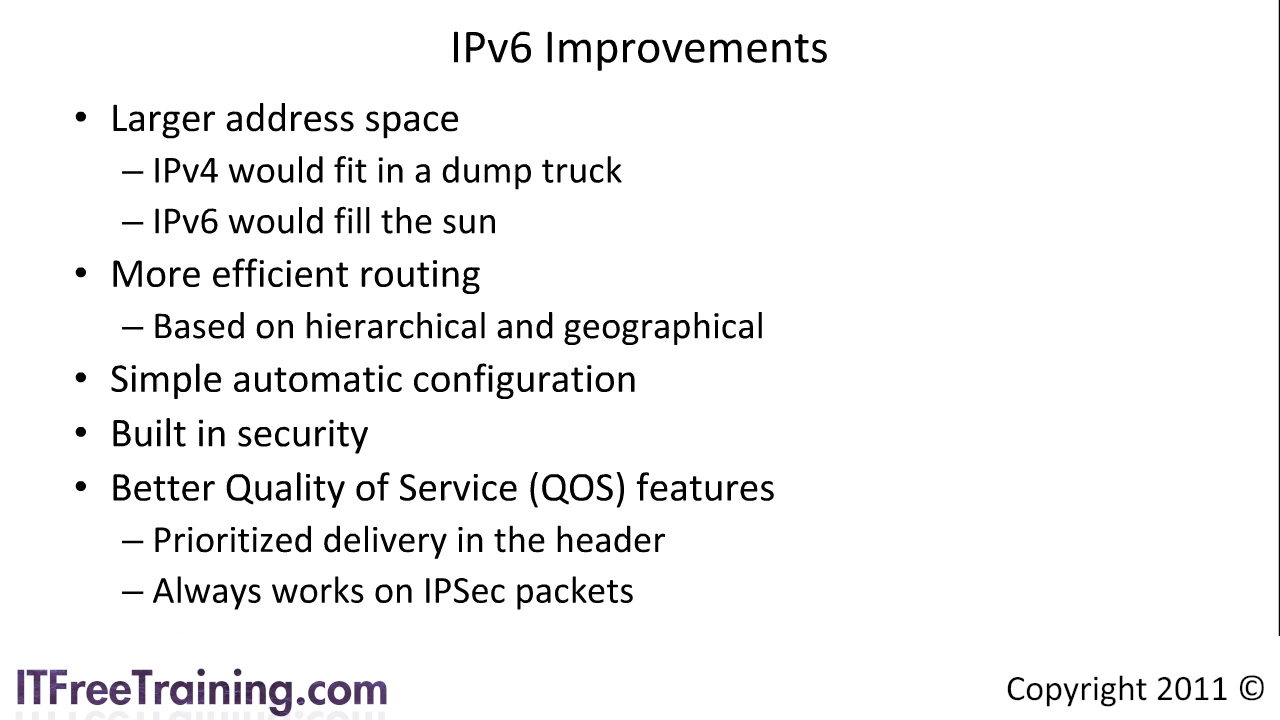 IPv6 Improvements
• Larger address space
– IPv4 would fit in a dump truck
– IPv6 would fill the sun
• More efficient routing
– Based on hierarchical and geographical
• Simple automatic configuration
• Built in security
• Better Quality of Service (QOS) features
– Prioritized delivery in the header
– Always works on IPSec packets
ITFreeTraining.com
Copyright 2011 ©